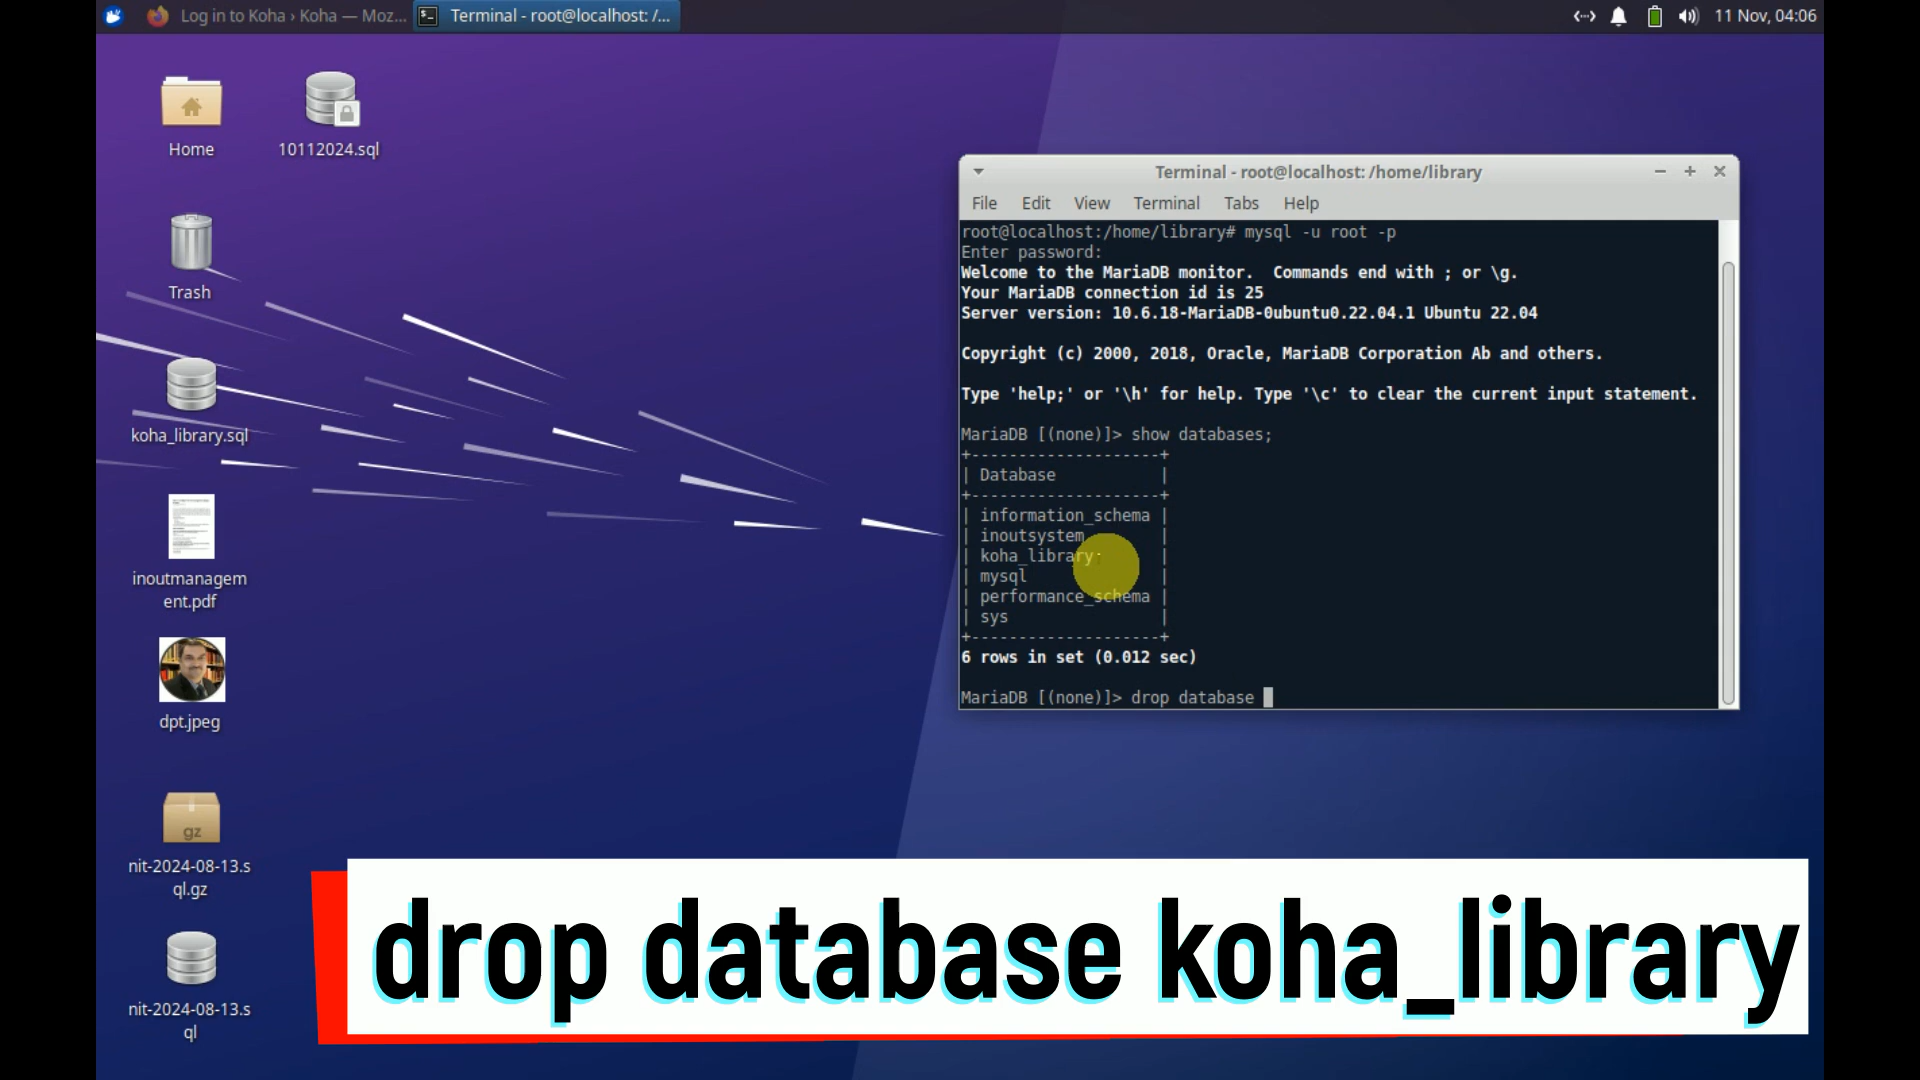 Log in to Koha › Koha — Moz...
Terminal - root@localhost: /...
11 Nov, 04:06
Home
10112024.sql
Trash
koha_library.sql
inoutmanagem
ent.pdf
dpt.jpeg
nit-2024-08-13.s
ql.gz
gz
nit-2024-08-13.s
ql
Terminal - root@localhost: /home/library
File Edit View Terminal Tabs Help
root@localhost:/home/library# mysql -u root -p
Enter password:
Welcome to the MariaDB monitor.  Commands end with ; or \g.
Your MariaDB connection id is 25
Server version: 10.6.18-MariaDB-0ubuntu0.22.04.1 Ubuntu 22.04
Copyright (c) 2000, 2018, Oracle, MariaDB Corporation Ab and others.
Type 'help;' or '\h' for help. Type '\c' to clear the current input statement.
MariaDB [(none)]> show databases;
+--------------------+
| Database           |
+--------------------+
| information_schema |
| inoutsystem        |
| koha_library       |
| mysql              |
| performance_schema |
| sys                |
+--------------------+
6 rows in set (0.012 sec)
MariaDB [(none)]> drop database
drop database koha_library